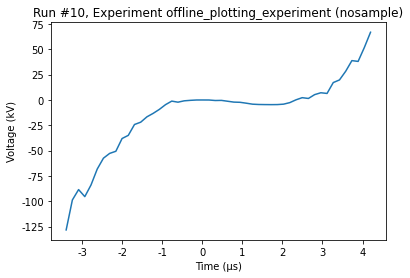 Run #10, Experiment offline_plotting_experiment (nosample)
Voltage (kV)
75
50
25
0
-25
-50
-75
-100
-125
-3 -2 -1 0 1 2 3 4
Time (μs)